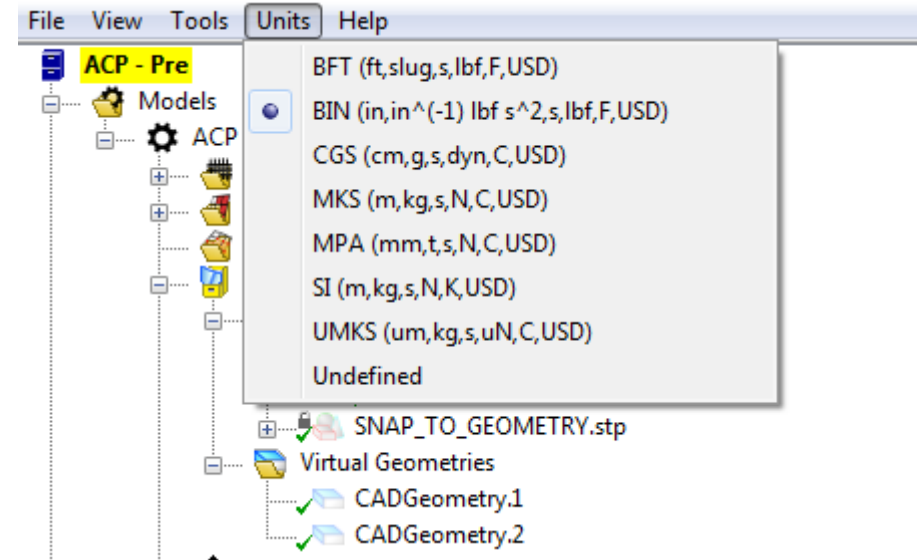 File View Tools Units Help
ACP - Pre
BFT (ft,slug,s,lbf,F,USD)
Models
BIN (in,in^(-1) lbf s^2,s,lbf,F,USD)
ACP
CGS (cm,g,s,dyn,C,USD)
MKS (m,kg,s,N,C,USD)
MPA (mm,t,s,N,C,USD)
SI (m,kg,s,N,K,USD)
UMKS (um,kg,s,uN,C,USD)
Undefined
SNAP_TO_GEOMETRY.stp
Virtual Geometries
CADGeometry.1
CADGeometry.2